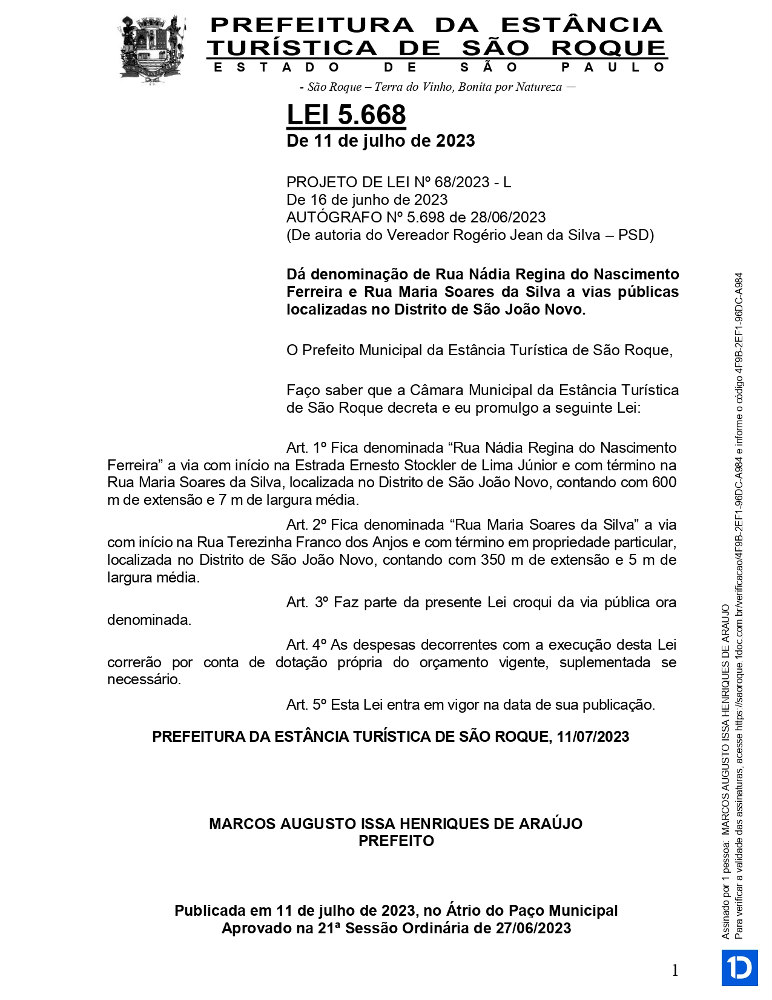 PREFEITURA DA ESTÂNCIA
TURÍSTICA DE SÃO ROQUE
ESTADO DE SÃO PAULO
- São Roque – Terra do Vinho, Bonita por Natureza —
LEI 5.668
De 11 de julho de 2023
PROJETO DE LEI Nº 68/2023 - L
De 16 de junho de 2023
AUTÓGRAFO Nº 5.698 de 28/06/2023
(De autoria do Vereador Rogério Jean da Silva – PSD)
Dá denominação de Rua Nádia Regina do Nascimento
Ferreira e Rua Maria Soares da Silva a vias públicas
localizadas no Distrito de São João Novo.
O Prefeito Municipal da Estância Turística de São Roque,
Faço saber que a Câmara Municipal da Estância Turística
de São Roque decreta e eu promulgo a seguinte Lei:
Art. 1º Fica denominada “Rua Nádia Regina do Nascimento
Ferreira” a via com início na Estrada Ernesto Stockler de Lima Júnior e com término na
Rua Maria Soares da Silva, localizada no Distrito de São João Novo, contando com 600
m de extensão e 7 m de largura média.
Art. 2º Fica denominada “Rua Maria Soares da Silva” a via
com início na Rua Terezinha Franco dos Anjos e com término em propriedade particular,
localizada no Distrito de São João Novo, contando com 350 m de extensão e 5 m de
largura média.
Art. 3º Faz parte da presente Lei croqui da via pública ora
denominada.
Art. 4º As despesas decorrentes com a execução desta Lei
correrão por conta de dotação própria do orçamento vigente, suplementada se
necessário.
Art. 5º Esta Lei entra em vigor na data de sua publicação.
PREFEITURA DA ESTÂNCIA TURÍSTICA DE SÃO ROQUE, 11/07/2023
MARCOS AUGUSTO ISSA HENRIQUES DE ARAÚJO
PREFEITO
Publicada em 11 de julho de 2023, no Átrio do Paço Municipal
Aprovado na 21ª Sessão Ordinária de 27/06/2023
1
Assinado por 1 pessoa: MARCOS AUGUSTO ISSA HENRIQUES DE ARAUJO
Para verificar a validade das assinaturas, acesse https://saoroque.1doc.com.br/verificacao/4F9B-2EF1-96DC-A984 e informe o código 4F9B-2EF1-96DC-A984
1D